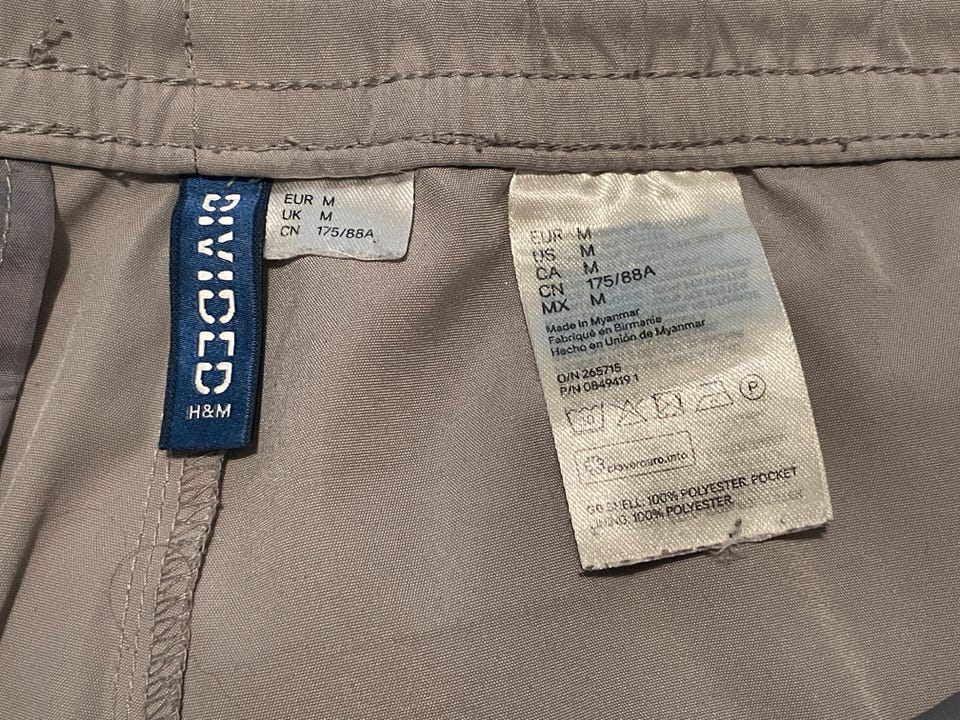 DIVIDED
H&M
EUR M
UK M
CN 175/88A
EUR M
US M
CA M
CN 175/88A
MX M
Made in Myanmar
Fabriqué en Birmanie
Hecho en Unión de Myanmar
O/N 265715
P/N 0849419 1
P
clevercare.info
SHELL: 100% POLYESTER. POCKET
LINING: 100% POLYESTER